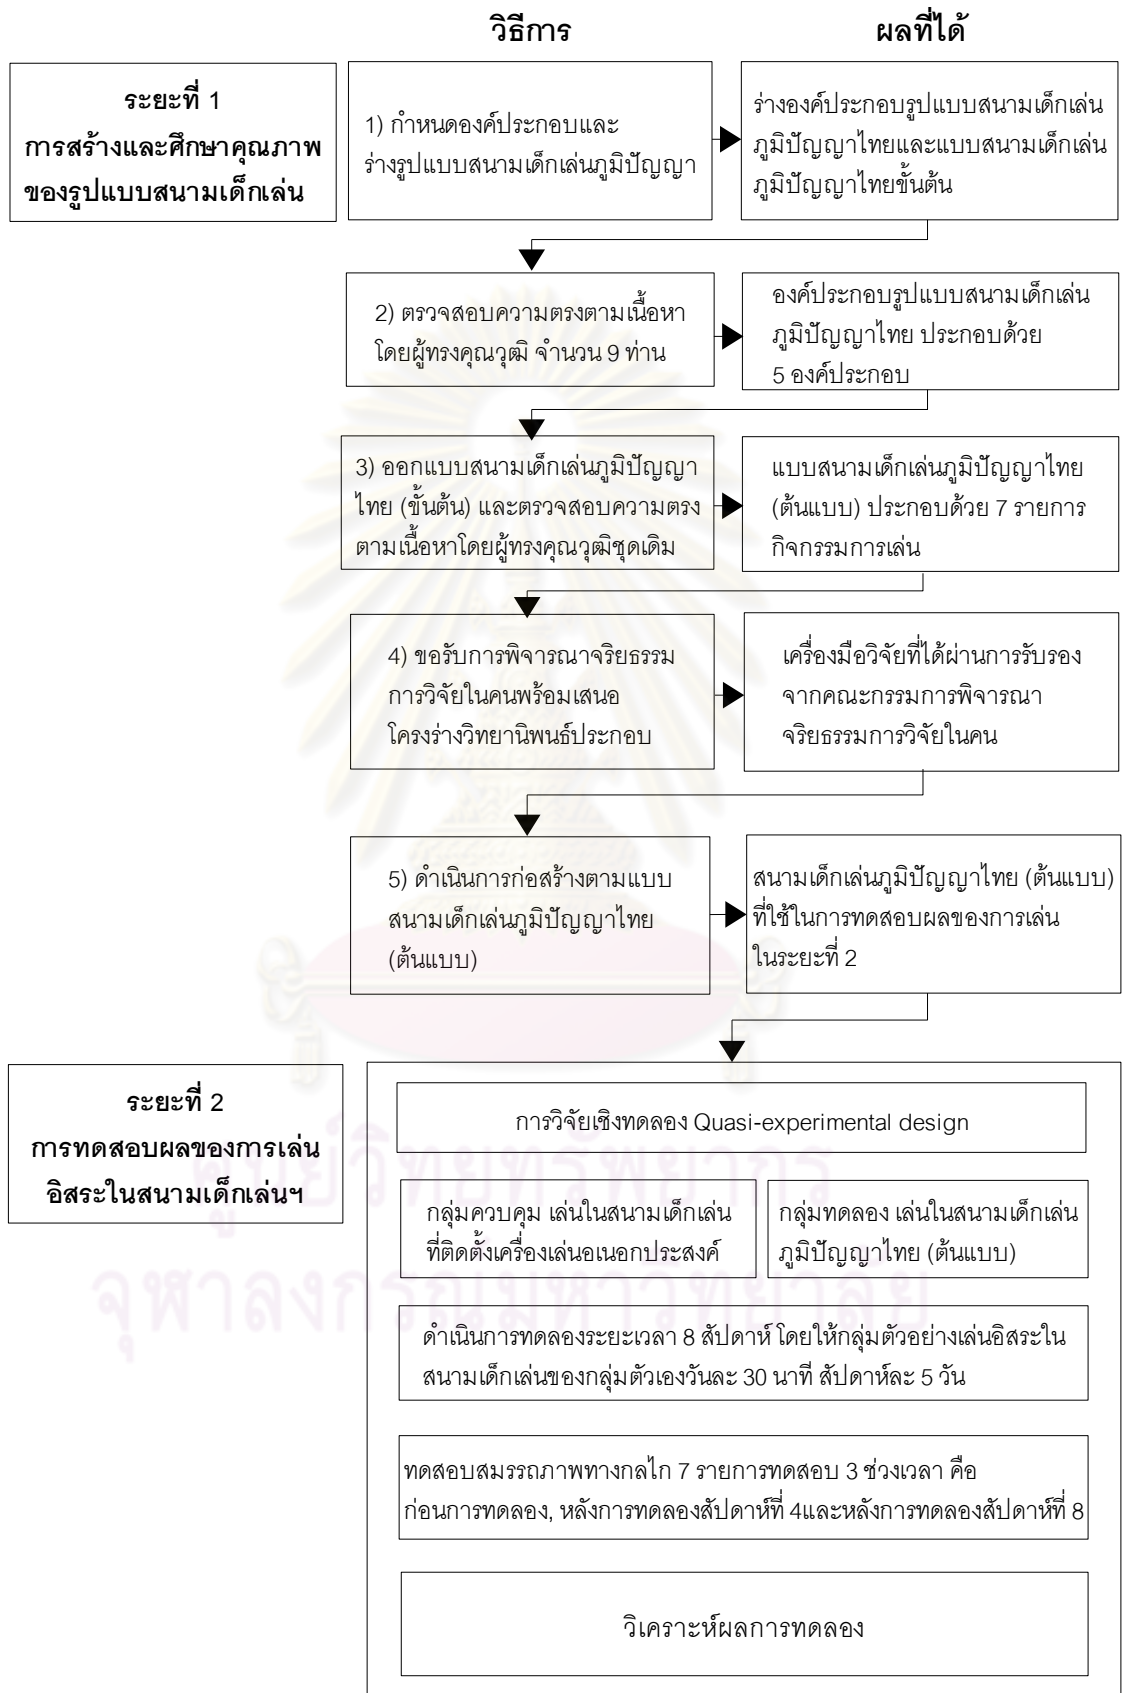 วิธีการ
ผลที่ได้
ระยะที่ 1
การสร้างและศึกษาคุณภาพ
ของรูปแบบสนามเด็กเล่น
1) กำหนดองค์ประกอบและ
ร่างรูปแบบสนามเด็กเล่นภูมิปัญญา
ร่างองค์ประกอบรูปแบบสนามเด็กเล่น
ภูมิปัญญาไทยและแบบสนามเด็กเล่น
ภูมิปัญญาไทยขั้นต้น
2) ตรวจสอบความตรงตามเนื้อหา
โดยผู้ทรงคุณวุฒิ จำนวน 9 ท่าน
องค์ประกอบรูปแบบสนามเด็กเล่น
ภูมิปัญญาไทย ประกอบด้วย
5 องค์ประกอบ
3) ออกแบบสนามเด็กเล่นภูมิปัญญา
ไทย (ขั้นต้น) และตรวจสอบความตรง
ตามเนื้อหาโดยผู้ทรงคุณวุฒิชุดเดิม
แบบสนามเด็กเล่นภูมิปัญญาไทย
(ต้นแบบ) ประกอบด้วย 7 รายการ
กิจกรรมการเล่น
4) ขอรับการพิจารณาจริยธรรม
การวิจัยในคนพร้อมเสนอ
โครงร่างวิทยานิพนธ์ประกอบ
เครื่องมือวิจัยที่ได้ผ่านการรับรอง
จากคณะกรรมการพิจารณา
จริยธรรมการวิจัยในคน
5) ดำเนินการก่อสร้างตามแบบ
สนามเด็กเล่นภูมิปัญญาไทย
(ต้นแบบ)
สนามเด็กเล่นภูมิปัญญาไทย (ต้นแบบ)
ที่ใช้ในการทดสอบผลของการเล่น
ในระยะที่ 2
ระยะที่ 2
การทดสอบผลของการเล่น
อิสระในสนามเด็กเล่นฯ
การวิจัยเชิงทดลอง Quasi-experimental design
กลุ่มควบคุม เล่นในสนามเด็กเล่น
ที่ติดตั้งเครื่องเล่นอเนอกประสงค์
กลุ่มทดลอง เล่นในสนามเด็กเล่น
ภูมิปัญญาไทย (ต้นแบบ)
ดำเนินการทดลองระยะเวลา 8 สัปดาห์ โดยให้กลุ่มตัวอย่างเล่นอิสระใน
สนามเด็กเล่นของกลุ่มตัวเองวันละ 30 นาที สัปดาห์ละ 5 วัน
ทดสอบสมรรถภาพทางกลไก 7 รายการทดสอบ 3 ช่วงเวลา คือ
ก่อนการทดลอง, หลังการทดลองสัปดาห์ที่ 4และหลังการทดลองสัปดาห์ที่ 8
วิเคราะห์ผลการทดลอง
ศูนย์วิทยทรัพยากร
จุฬาลงกรณ์มหาวิทยาลัย